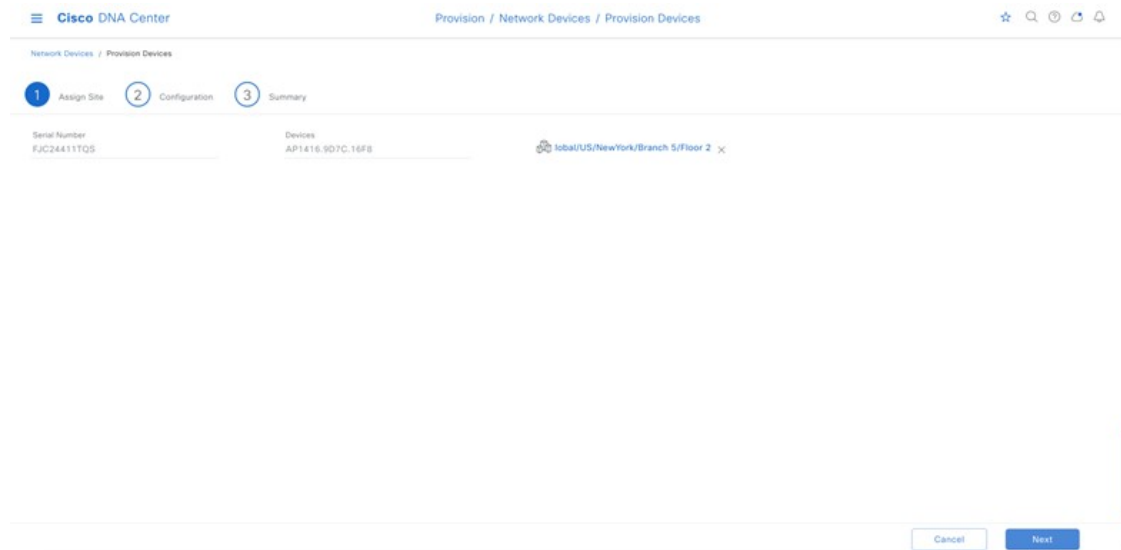 Cisco DNA Center
Provision / Network Devices / Provision Devices
Network Devices / Provision Devices
1 Assign Site 2 Configuration 3 Summary
Serial Number Devices
FJC24411TQS AP1416.9D7C.16F8 lobal/US/NewYork/Branch 5/Floor 2
Cancel Next